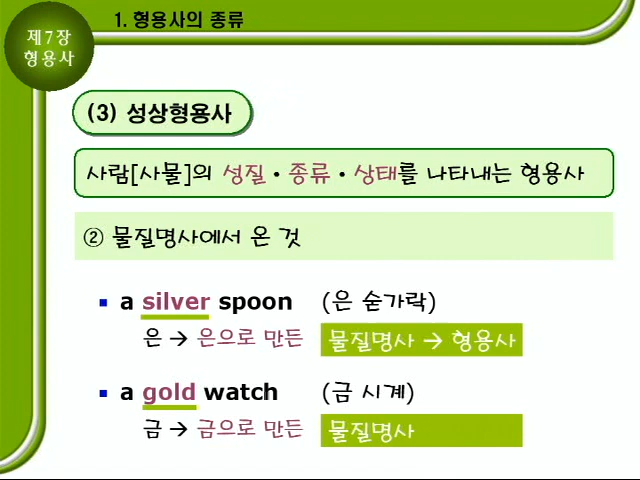 1. 형용사의 종류
제7장
형용사
(3) 성상형용사
사람[사물]의 성질·종류·상태를 나타내는 형용사
② 물질명사에서 온 것
▪ a silver spoon (은 숟가락)
은 → 은으로 만든 물질명사 → 형용사
▪ a gold watch (금 시계)
금 → 금으로 만든 물질명사